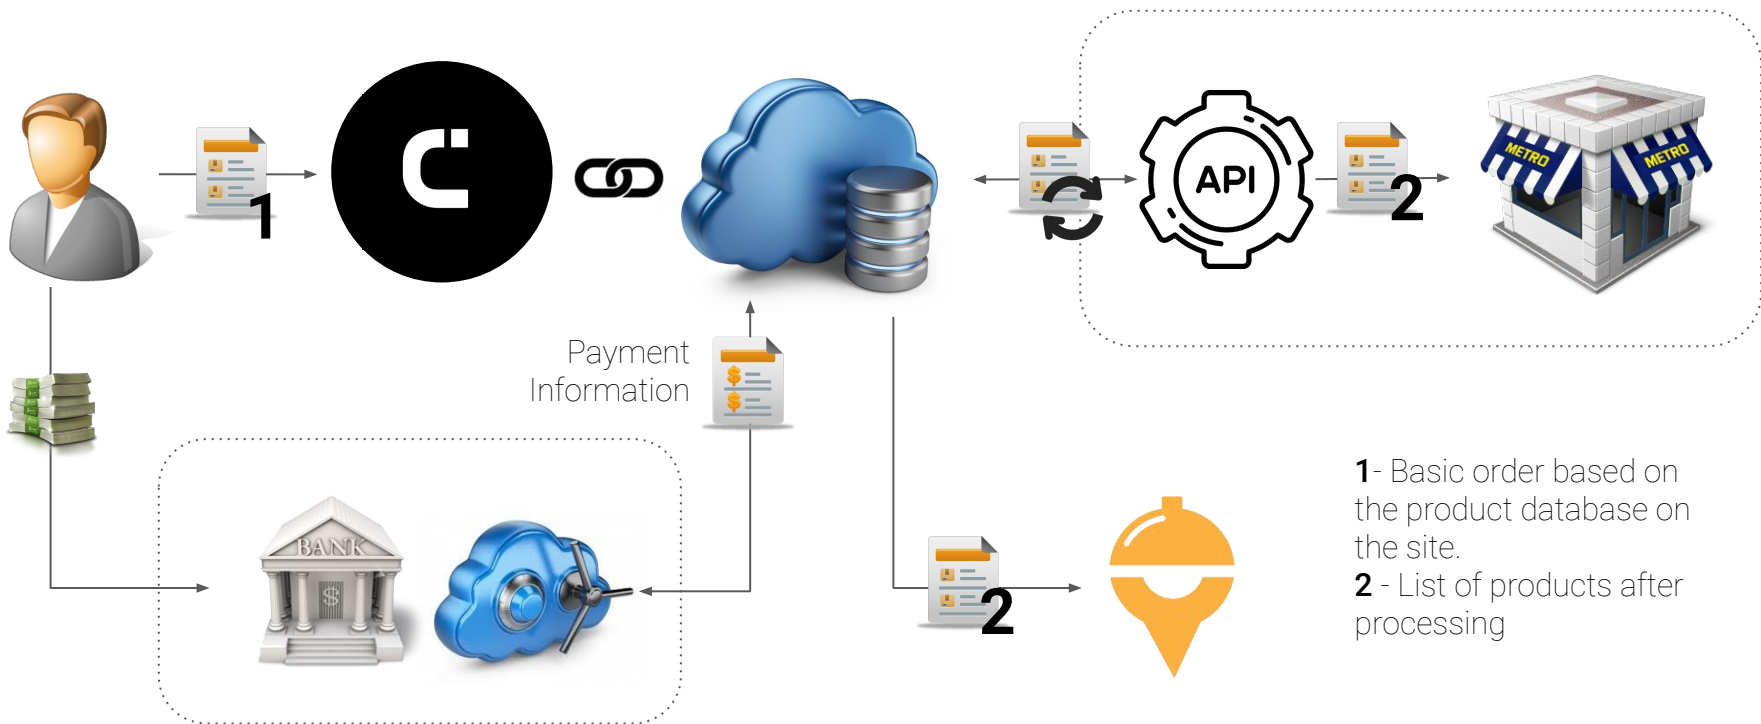 1
API
2
METRO
METRO
Payment
Information
BANK
$
$
$
2
1- Basic order based on
the product database on
the site.
2 - List of products after
processing